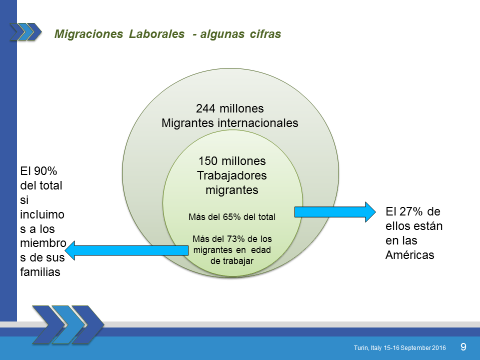 Migraciones Laborales - algunas cifras
244 millones
Migrantes internacionales
150 millones
Trabajadores
migrantes
Más del 65% del total
Más del 73% de los
migrantes en edad
de trabajar
El 90%
del total
si
incluimo
s a los
miembro
s de sus
familias
El 27% de
ellos están
en las
Américas
Turin, Italy 15-16 September 2016
9